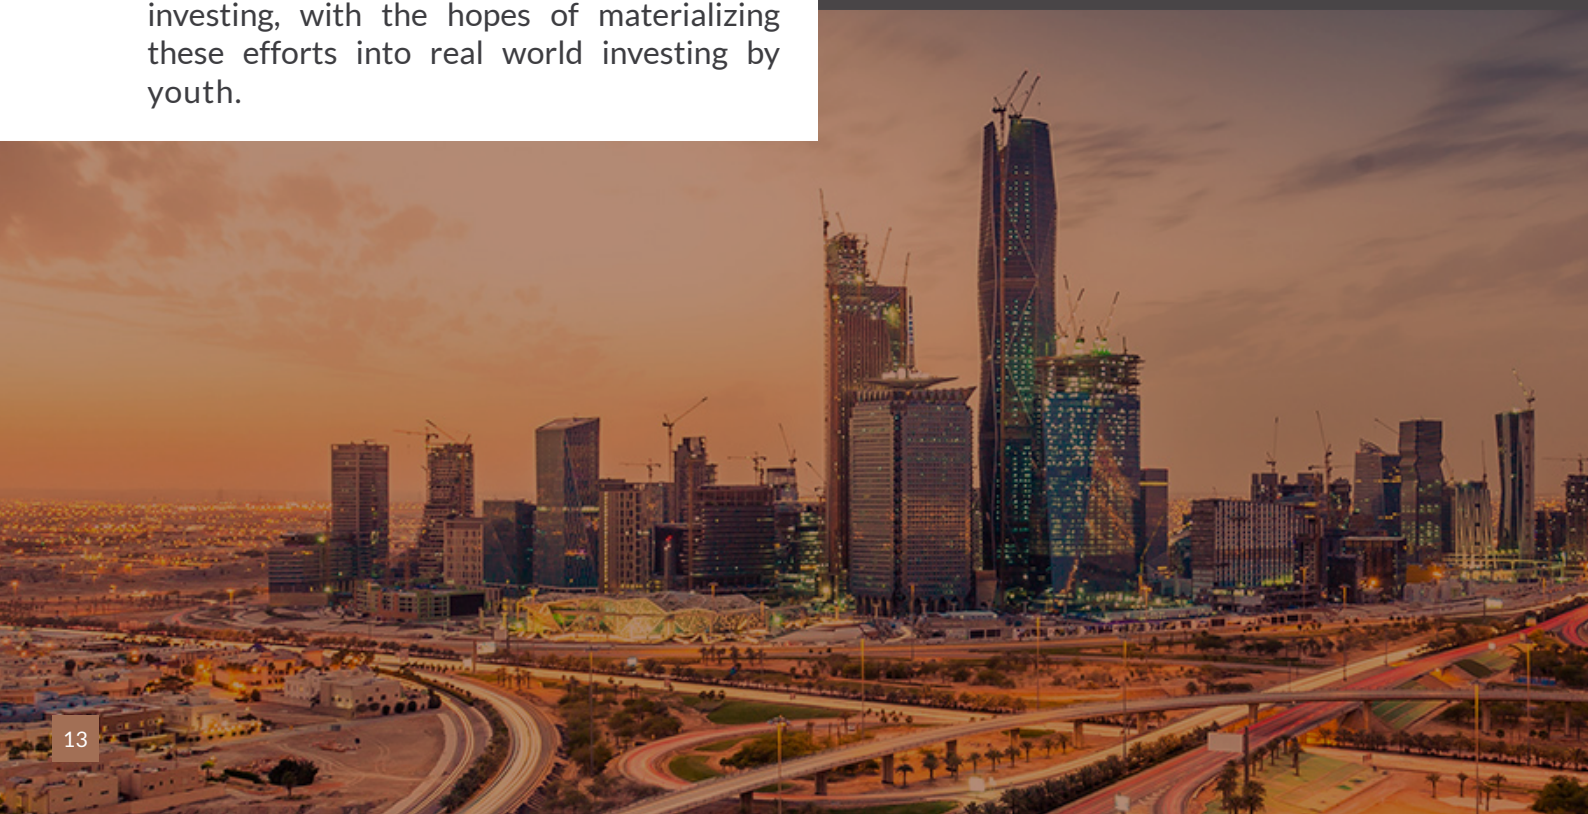 investing, with the hopes of materializing
these efforts into real world investing by
youth.
13